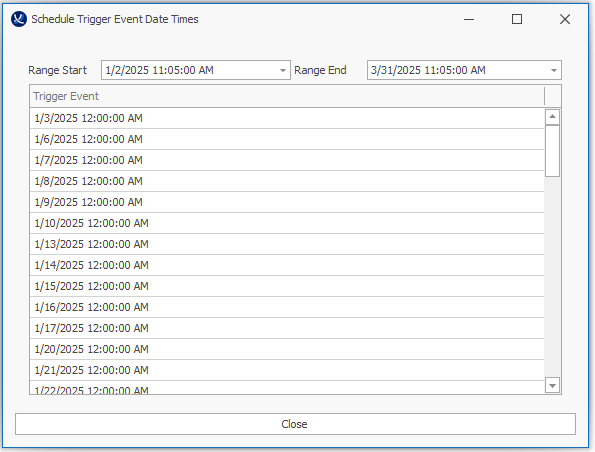 Schedule Trigger Event Date Times
Range Start 1/2/2025 11:05:00 AM Range End 3/31/2025 11:05:00 AM
Trigger Event
1/3/2025 12:00:00 AM
1/6/2025 12:00:00 AM
1/7/2025 12:00:00 AM
1/8/2025 12:00:00 AM
1/9/2025 12:00:00 AM
1/10/2025 12:00:00 AM
1/13/2025 12:00:00 AM
1/14/2025 12:00:00 AM
1/15/2025 12:00:00 AM
1/16/2025 12:00:00 AM
1/17/2025 12:00:00 AM
1/20/2025 12:00:00 AM
1/21/2025 12:00:00 AM
1/22/2025 12:00:00 AM
Close